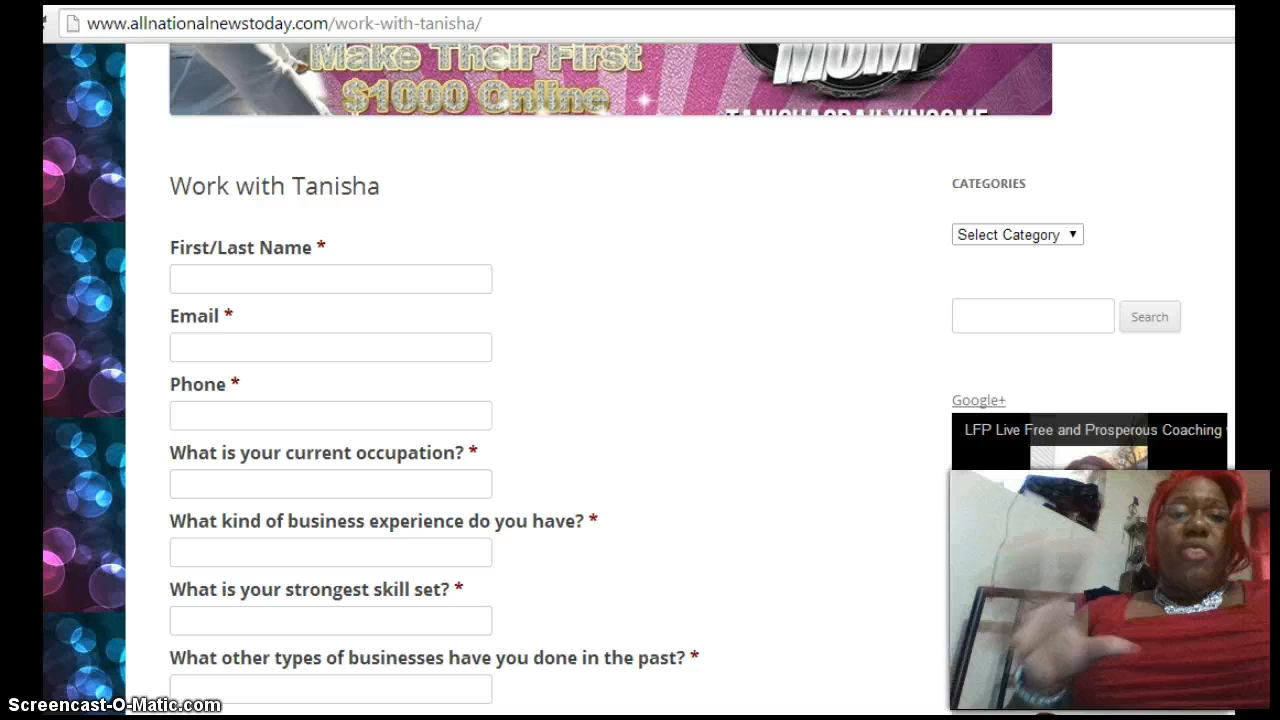 www.allnationalnewstoday.com/work-with-tanisha/
Make Their First
$1000 Online
MOM
TANISHASDAILYINCOME
Work with Tanisha
CATEGORIES
First/Last Name *
Select Category ▼
Email *
Search
Phone *
Google+
LFP Live Free and Prosperous Coaching
What is your current occupation? *
What kind of business experience do you have? *
What is your strongest skill set? *
What other types of businesses have you done in the past? *
Screencast-O-Matic.com